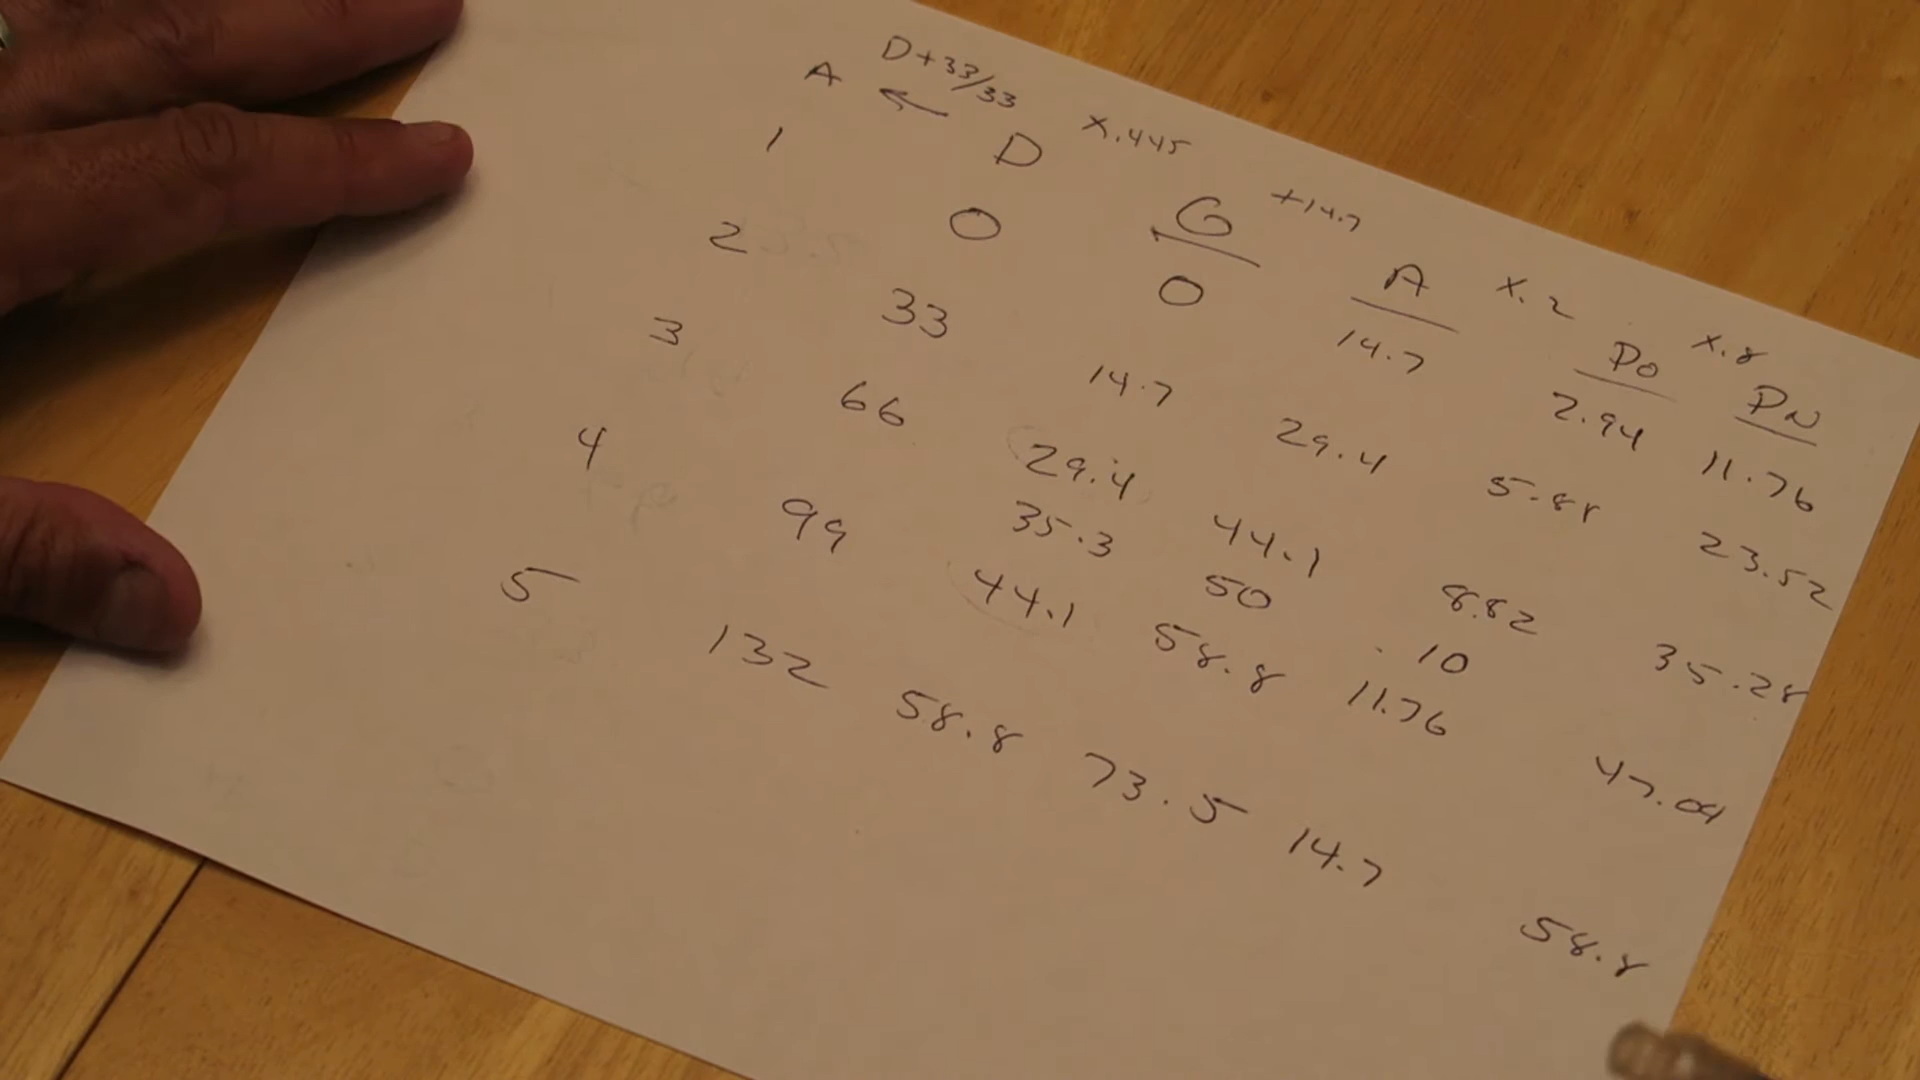 D+33/33
A ← D x.445 G +14.7 A x.2 Po x.8 PN
1 0 0 14.7 2.94 11.76
2 33 14.7 29.4 5.88 23.52
3 66 29.4 44.1 8.82 35.28
35.3 50 10
4 99 44.1 58.8 11.76 47.04
5 132 58.8 73.5 14.7 58.8